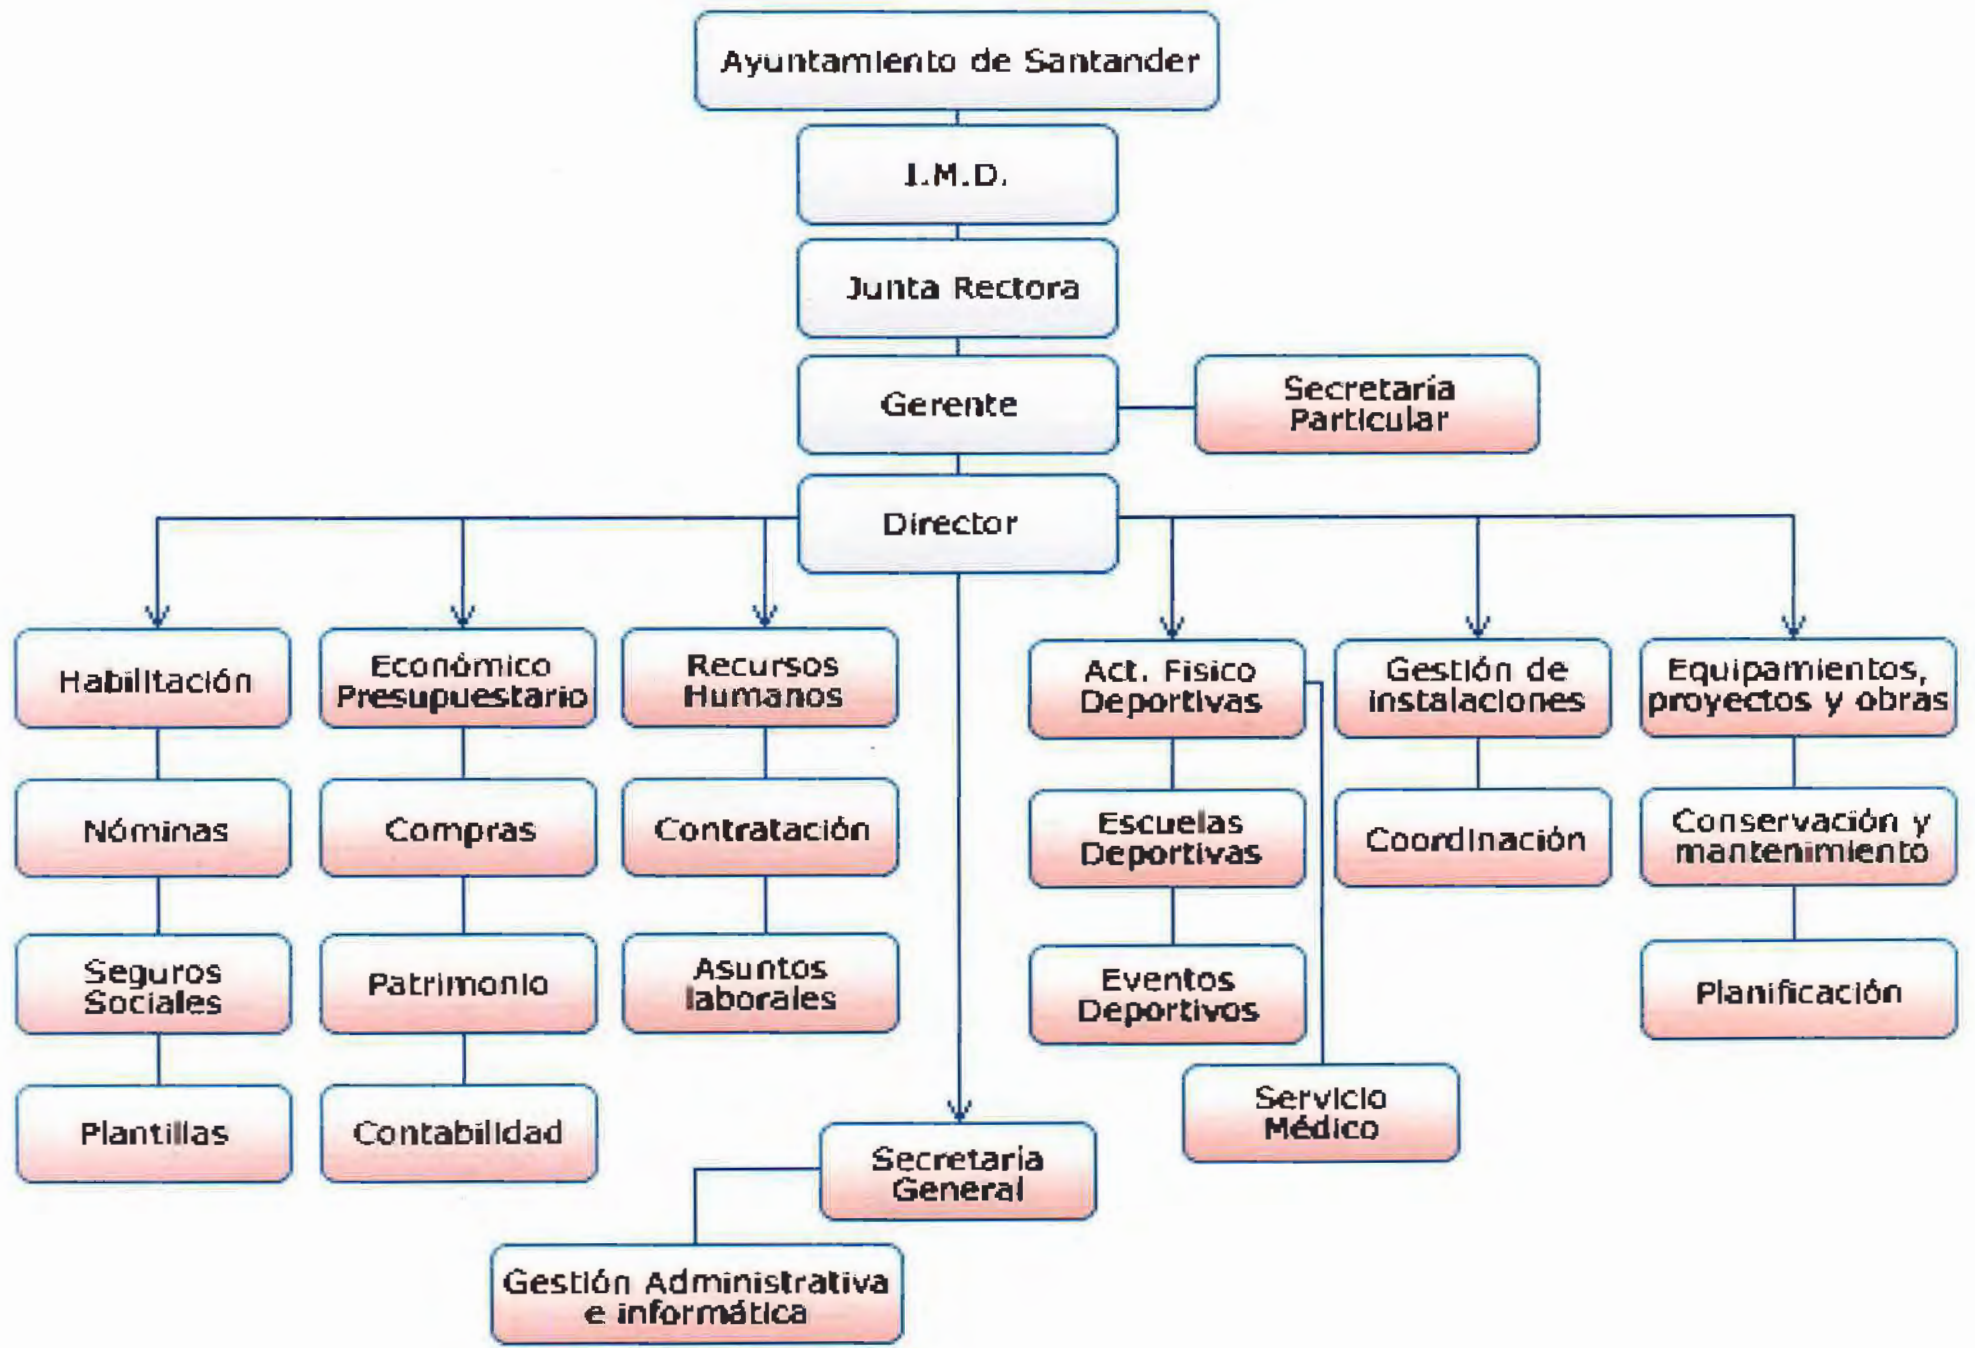 Ayuntamiento de Santander
I.M.D.
Junta Rectora
Gerente
Secretaría
Particular
Director
Habilitación
Económico
Presupuestario
Recursos
Humanos
Act. Físico
Deportivas
Gestión de
instalaciones
Equipamientos,
proyectos y obras
Nóminas
Compras
Contratación
Escuelas
Deportivas
Coordinación
Conservación y
mantenimiento
Seguros
Sociales
Patrimonio
Asuntos
laborales
Eventos
Deportivos
Planificación
Plantillas
Contabilidad
Servicio
Médico
Secretaría
General
Gestión Administrativa
e informática